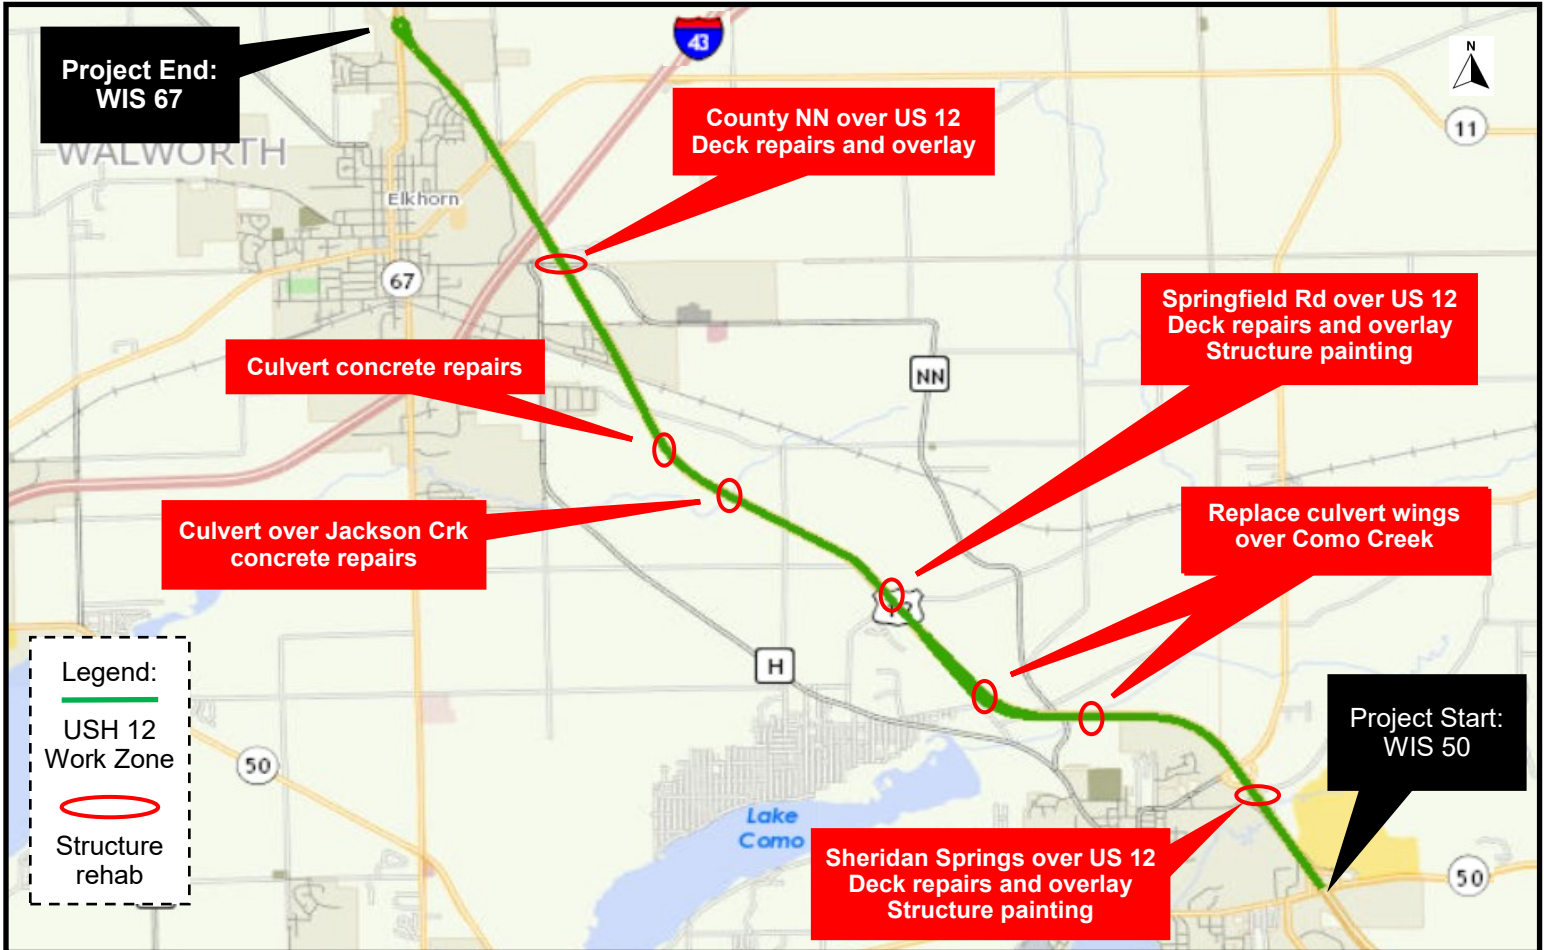 Project End:
WIS 67
43
N
County NN over US 12
Deck repairs and overlay
11
WALWORTH
Elkhorn
67
Springfield Rd over US 12
Deck repairs and overlay
Structure painting
Culvert concrete repairs
NN
Culvert over Jackson Crk
concrete repairs
Replace culvert wings
over Como Creek
H
Legend:
USH 12
Work Zone
Structure
rehab
50
Project Start:
WIS 50
Lake
Como
Sheridan Springs over US 12
Deck repairs and overlay
Structure painting
50